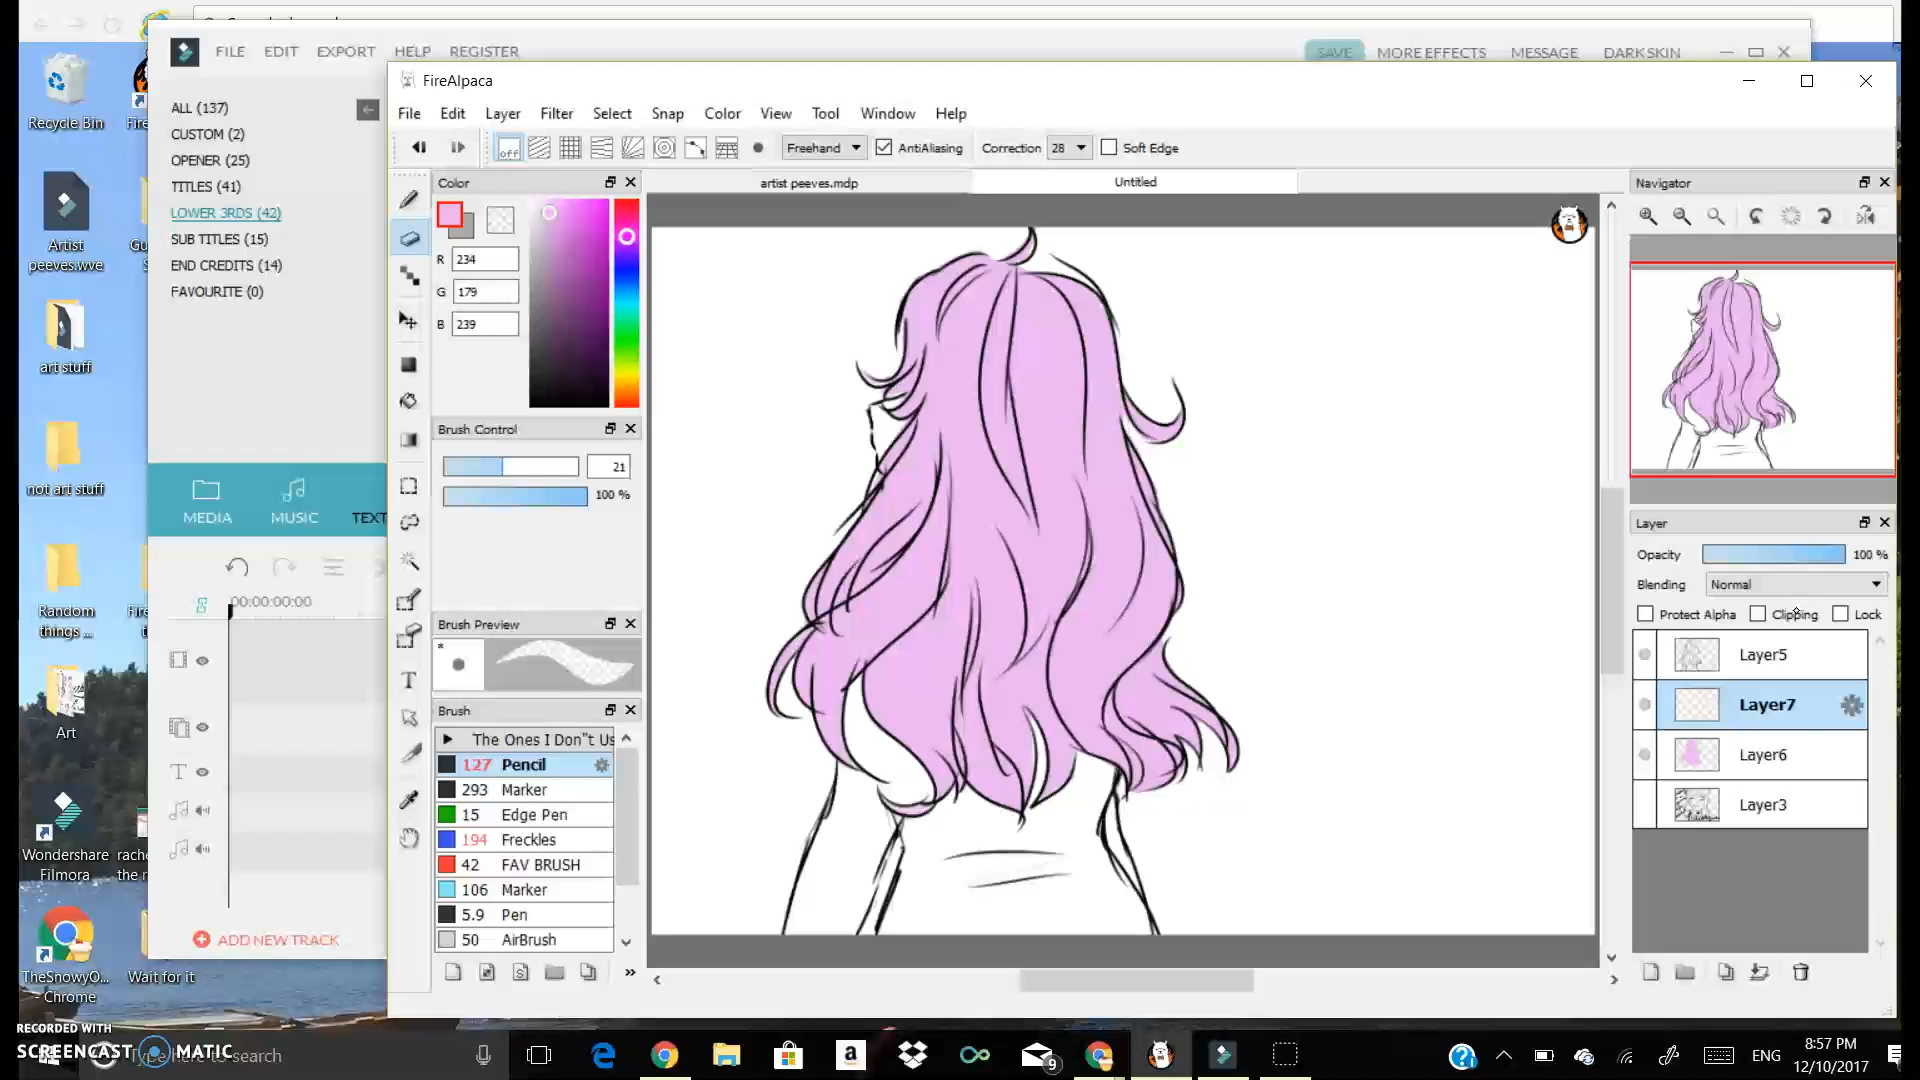 FILE EDIT EXPORT HELP REGISTER
SAVE MORE EFFECTS MESSAGE DARK SKIN
FireAlpaca
File Edit Layer Filter Select Snap Color View Tool Window Help
off Freehand AntiAliasing Correction 28 Soft Edge
Recycle Bin
Artist
peeves.wve
art stuff
not art stuff
Random
things ...
Art
Wondershare
Filmora
TheSnowyO...
- Chrome
Wait for it
ALL (137)
CUSTOM (2)
OPENER (25)
TITLES (41)
LOWER 3RDS (42)
SUB TITLES (15)
END CREDITS (14)
FAVOURITE (0)
MEDIA MUSIC TEXT
00:00:00:00
ADD NEW TRACK
Color
R 234
G 179
B 239
Brush Control
21
100 %
Brush Preview
Brush
The Ones I Don"t Us
127 Pencil
293 Marker
15 Edge Pen
194 Freckles
42 FAV BRUSH
106 Marker
5.9 Pen
50 AirBrush
artist peeves.mdp Untitled
Navigator
Layer
Opacity 100 %
Blending Normal
Protect Alpha Clipping Lock
Layer5
Layer7
Layer6
Layer3
RECORDED WITH
SCREENCAST MATIC
Type here to search
9
ENG
8:57 PM
12/10/2017